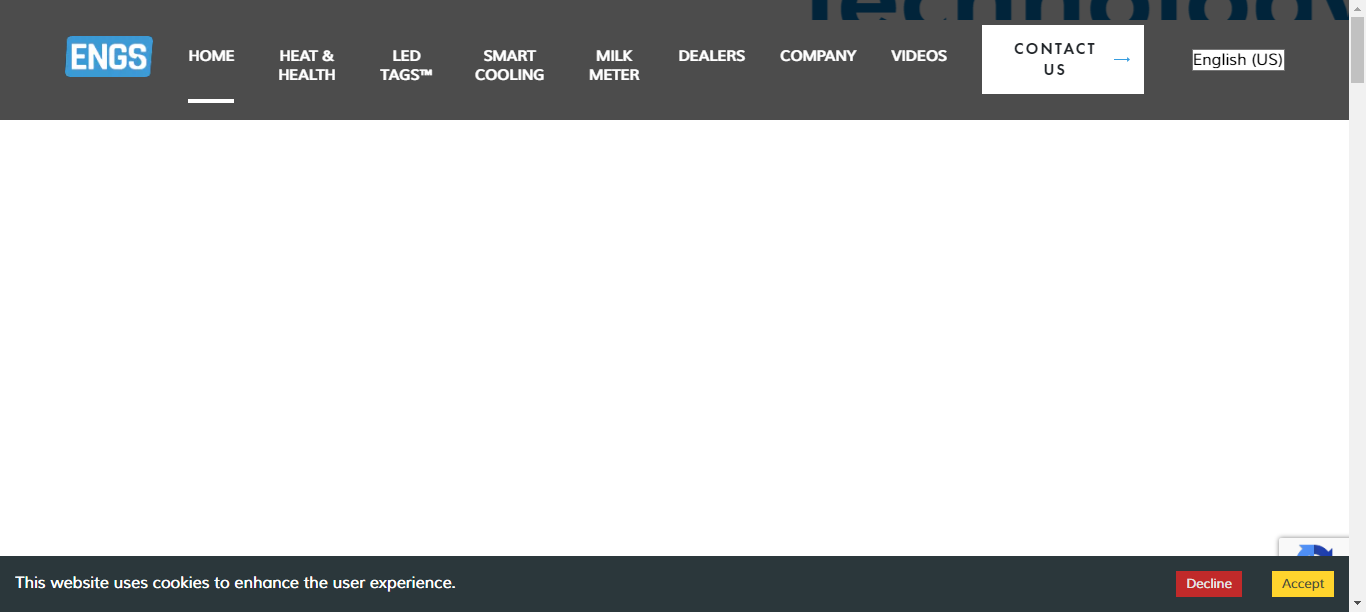 Technology
ENGS
HOME
HEAT &
HEALTH
LED
TAGS™
SMART
COOLING
MILK
METER
DEALERS
COMPANY
VIDEOS
CONTACT
US
English (US)
This website uses cookies to enhance the user experience.
Decline
Accept